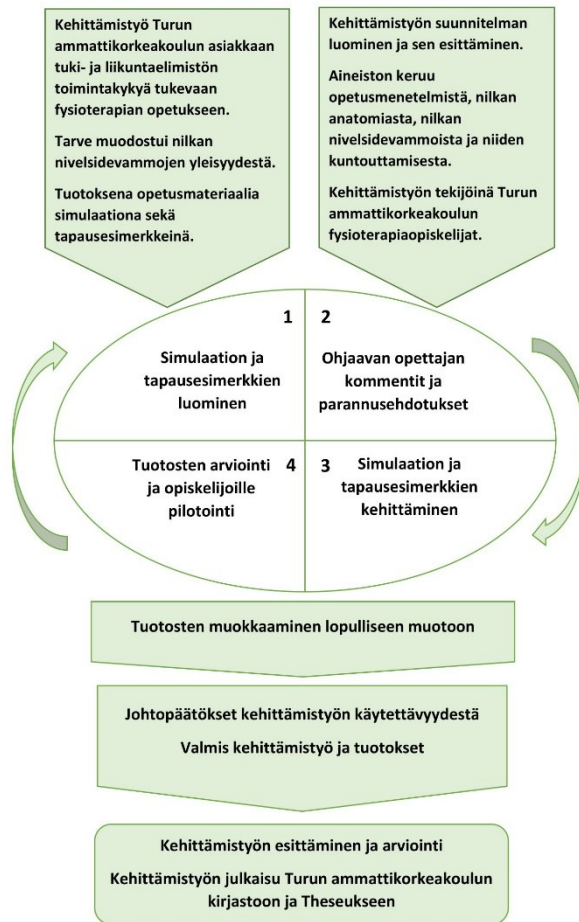 Kehittämistyö Turun
ammattikorkeakoulun asiakkaan
tuki- ja liikuntaelimistön
toimintakykyä tukevaan
fysioterapian opetukseen.
Tarve muodostui nilkan
nivelsidevammojen yleisyydestä.
Tuotoksena opetusmateriaalia
simulaationa sekä
tapausesimerkkeinä.
Kehittämistyön suunnitelman
luominen ja sen esittäminen.
Aineiston keruu
opetusmenetelmistä, nilkan
anatomiasta, nilkan
nivelsidevammoista ja niiden
kuntouttamisesta.
Kehittämistyön tekijöinä Turun
ammattikorkeakoulun
fysioterapiaopiskelijat.
1
Simulaation ja
tapausesimerkkien
luominen
2
Ohjaavan opettajan
kommentit ja
parannusehdotukset
Tuotosten arviointi 4
ja opiskelijoille
pilotointi
3 Simulaation ja
tapausesimerkkien
kehittäminen
Tuotosten muokkaaminen lopulliseen muotoon
Johtopäätökset kehittämistyön käytettävyydestä
Valmis kehittämistyö ja tuotokset
Kehittämistyön esittäminen ja arviointi
Kehittämistyön julkaisu Turun ammattikorkeakoulun
kirjastoon ja Theseukseen